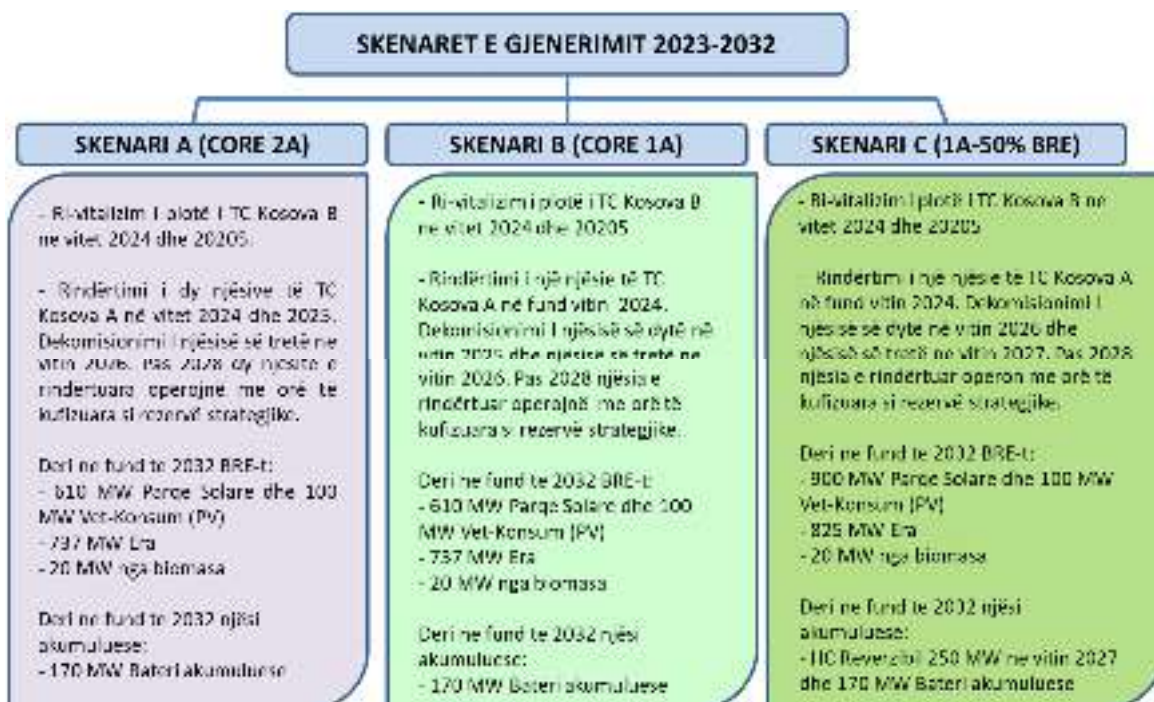 SKENARET E GJENERIMIT 2023-2032
SKENARI A (CORE 2A)
- Ri-vitalizim i plotë i TC Kosova B
ne vitet 2024 dhe 20205.
- Rindërtimi i dy njësive të TC
Kosova A në vitet 2024 dhe 2025.
Dekomisionimi I njësisë së tretë ne
vitin 2026. Pas 2028 dy njësite e
rindertuara operojnë me orë të
kufizuara si rezervë strategjike.
Deri ne fund te 2032 BRE-t:
- 610 MW Parqe Solare dhe 100
MW Vet-Konsum (PV)
- 737 MW Era
- 20 MW nga biomasa
Deri ne fund te 2032 njësi
akumuluese:
- 170 MW Bateri akumuluese
SKENARI B (CORE 1A)
- Ri-vitalizim i plotë i TC Kosova B
ne vitet 2024 dhe 20205
- Rindërtimi i një njësie të TC
Kosova A në fund vitin 2024.
Dekomisionimi I njësisë së dytë në
vitin 2025 dhe njësisë së tretë ne
vitin 2026. Pas 2028 njësia e
rindërtuar operojnë me orë të
kufizuara si rezervë strategjike.
Deri ne fund te 2032 BRE-t:
- 610 MW Parqe Solare dhe 100
MW Vet-Konsum (PV)
- 737 MW Era
- 20 MW nga biomasa
Deri ne fund te 2032 njësi
akumuluese:
- 170 MW Bateri akumuluese
SKENARI C (1A-50% BRE)
- Ri-vitalizim i plotë i TC Kosova B ne
vitet 2024 dhe 20205
- Rindërtimi i një njësie të TC Kosova A
në fund vitin 2024. Dekomisionimi I
njësisë së dytë ne vitin 2026 dhe
njësisë së tretë ne vitin 2027. Pas 2028
njësia e rindërtuar operon me orë të
kufizuara si rezervë strategjike.
Deri ne fund te 2032 BRE-t:
- 900 MW Parqe Solare dhe 100 MW
Vet-Konsum (PV)
- 825 MW Era
- 20 MW nga biomasa
Deri ne fund te 2032 njësi
akumuluese:
- HC Reverzibil 250 MW ne vitin 2027
dhe 170 MW Bateri akumuluese